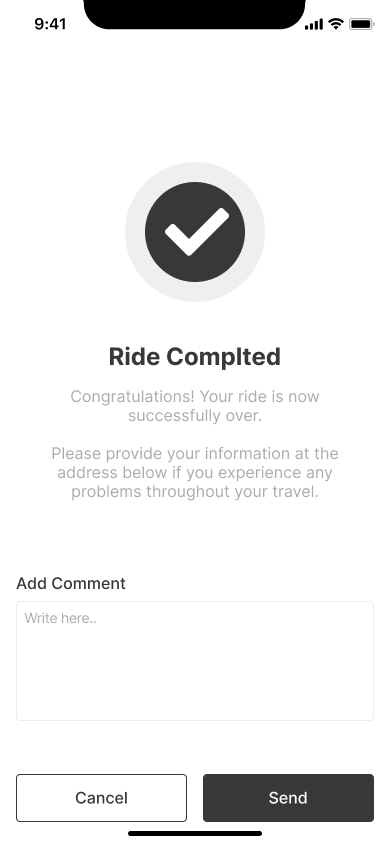 9:41
Ride Complted
Congratulations! Your ride is now
successfully over.
Please provide your information at the
address below if you experience any
problems throughout your travel.
Add Comment
Write here..
Cancel
Send